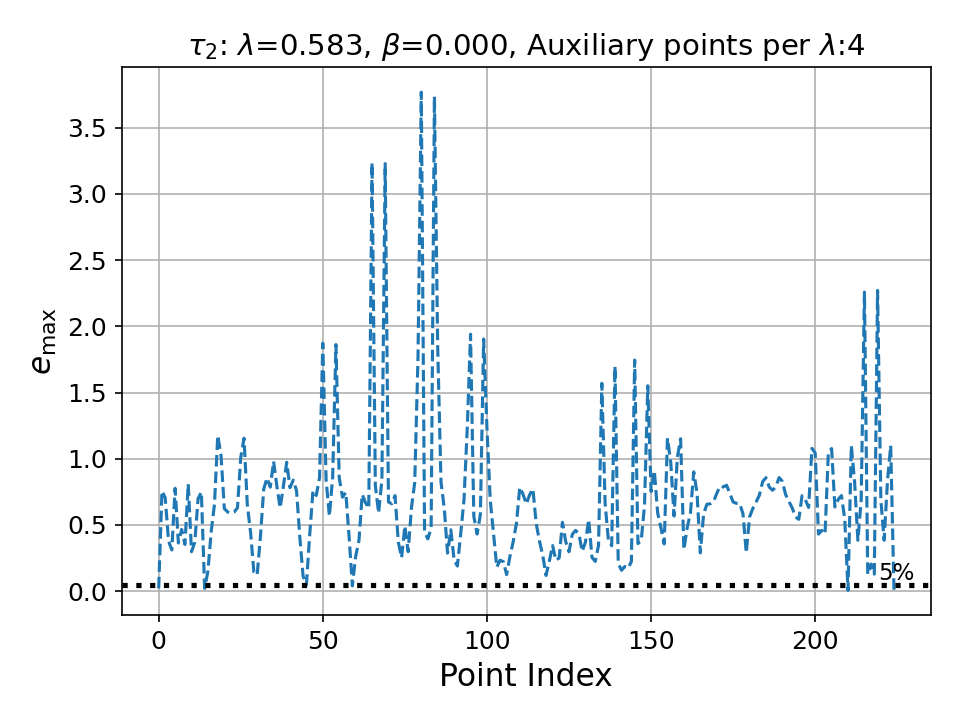 τ₂: λ=0.583, β=0.000, Auxiliary points per λ:4
e_max
3.5
3.0
2.5
2.0
1.5
1.0
0.5
0.0
5%
0 50 100 150 200
Point Index